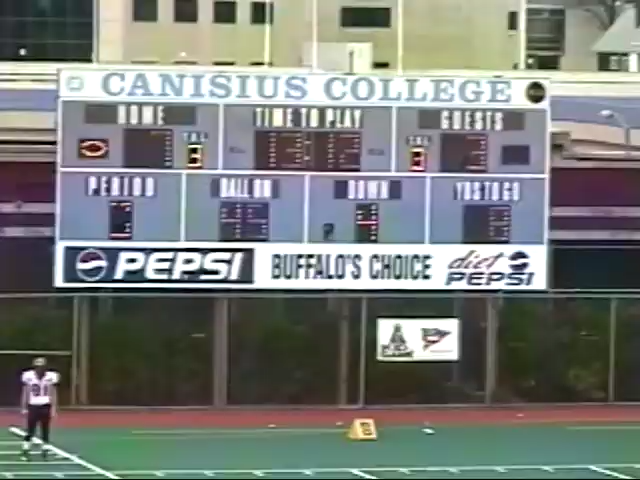 CANISIUS COLLEGE
HOME TIME TO PLAY GUESTS
PERIOD BALL ON DOWN YDS TO GO
PEPSI BUFFALO'S CHOICE diet PEPSI